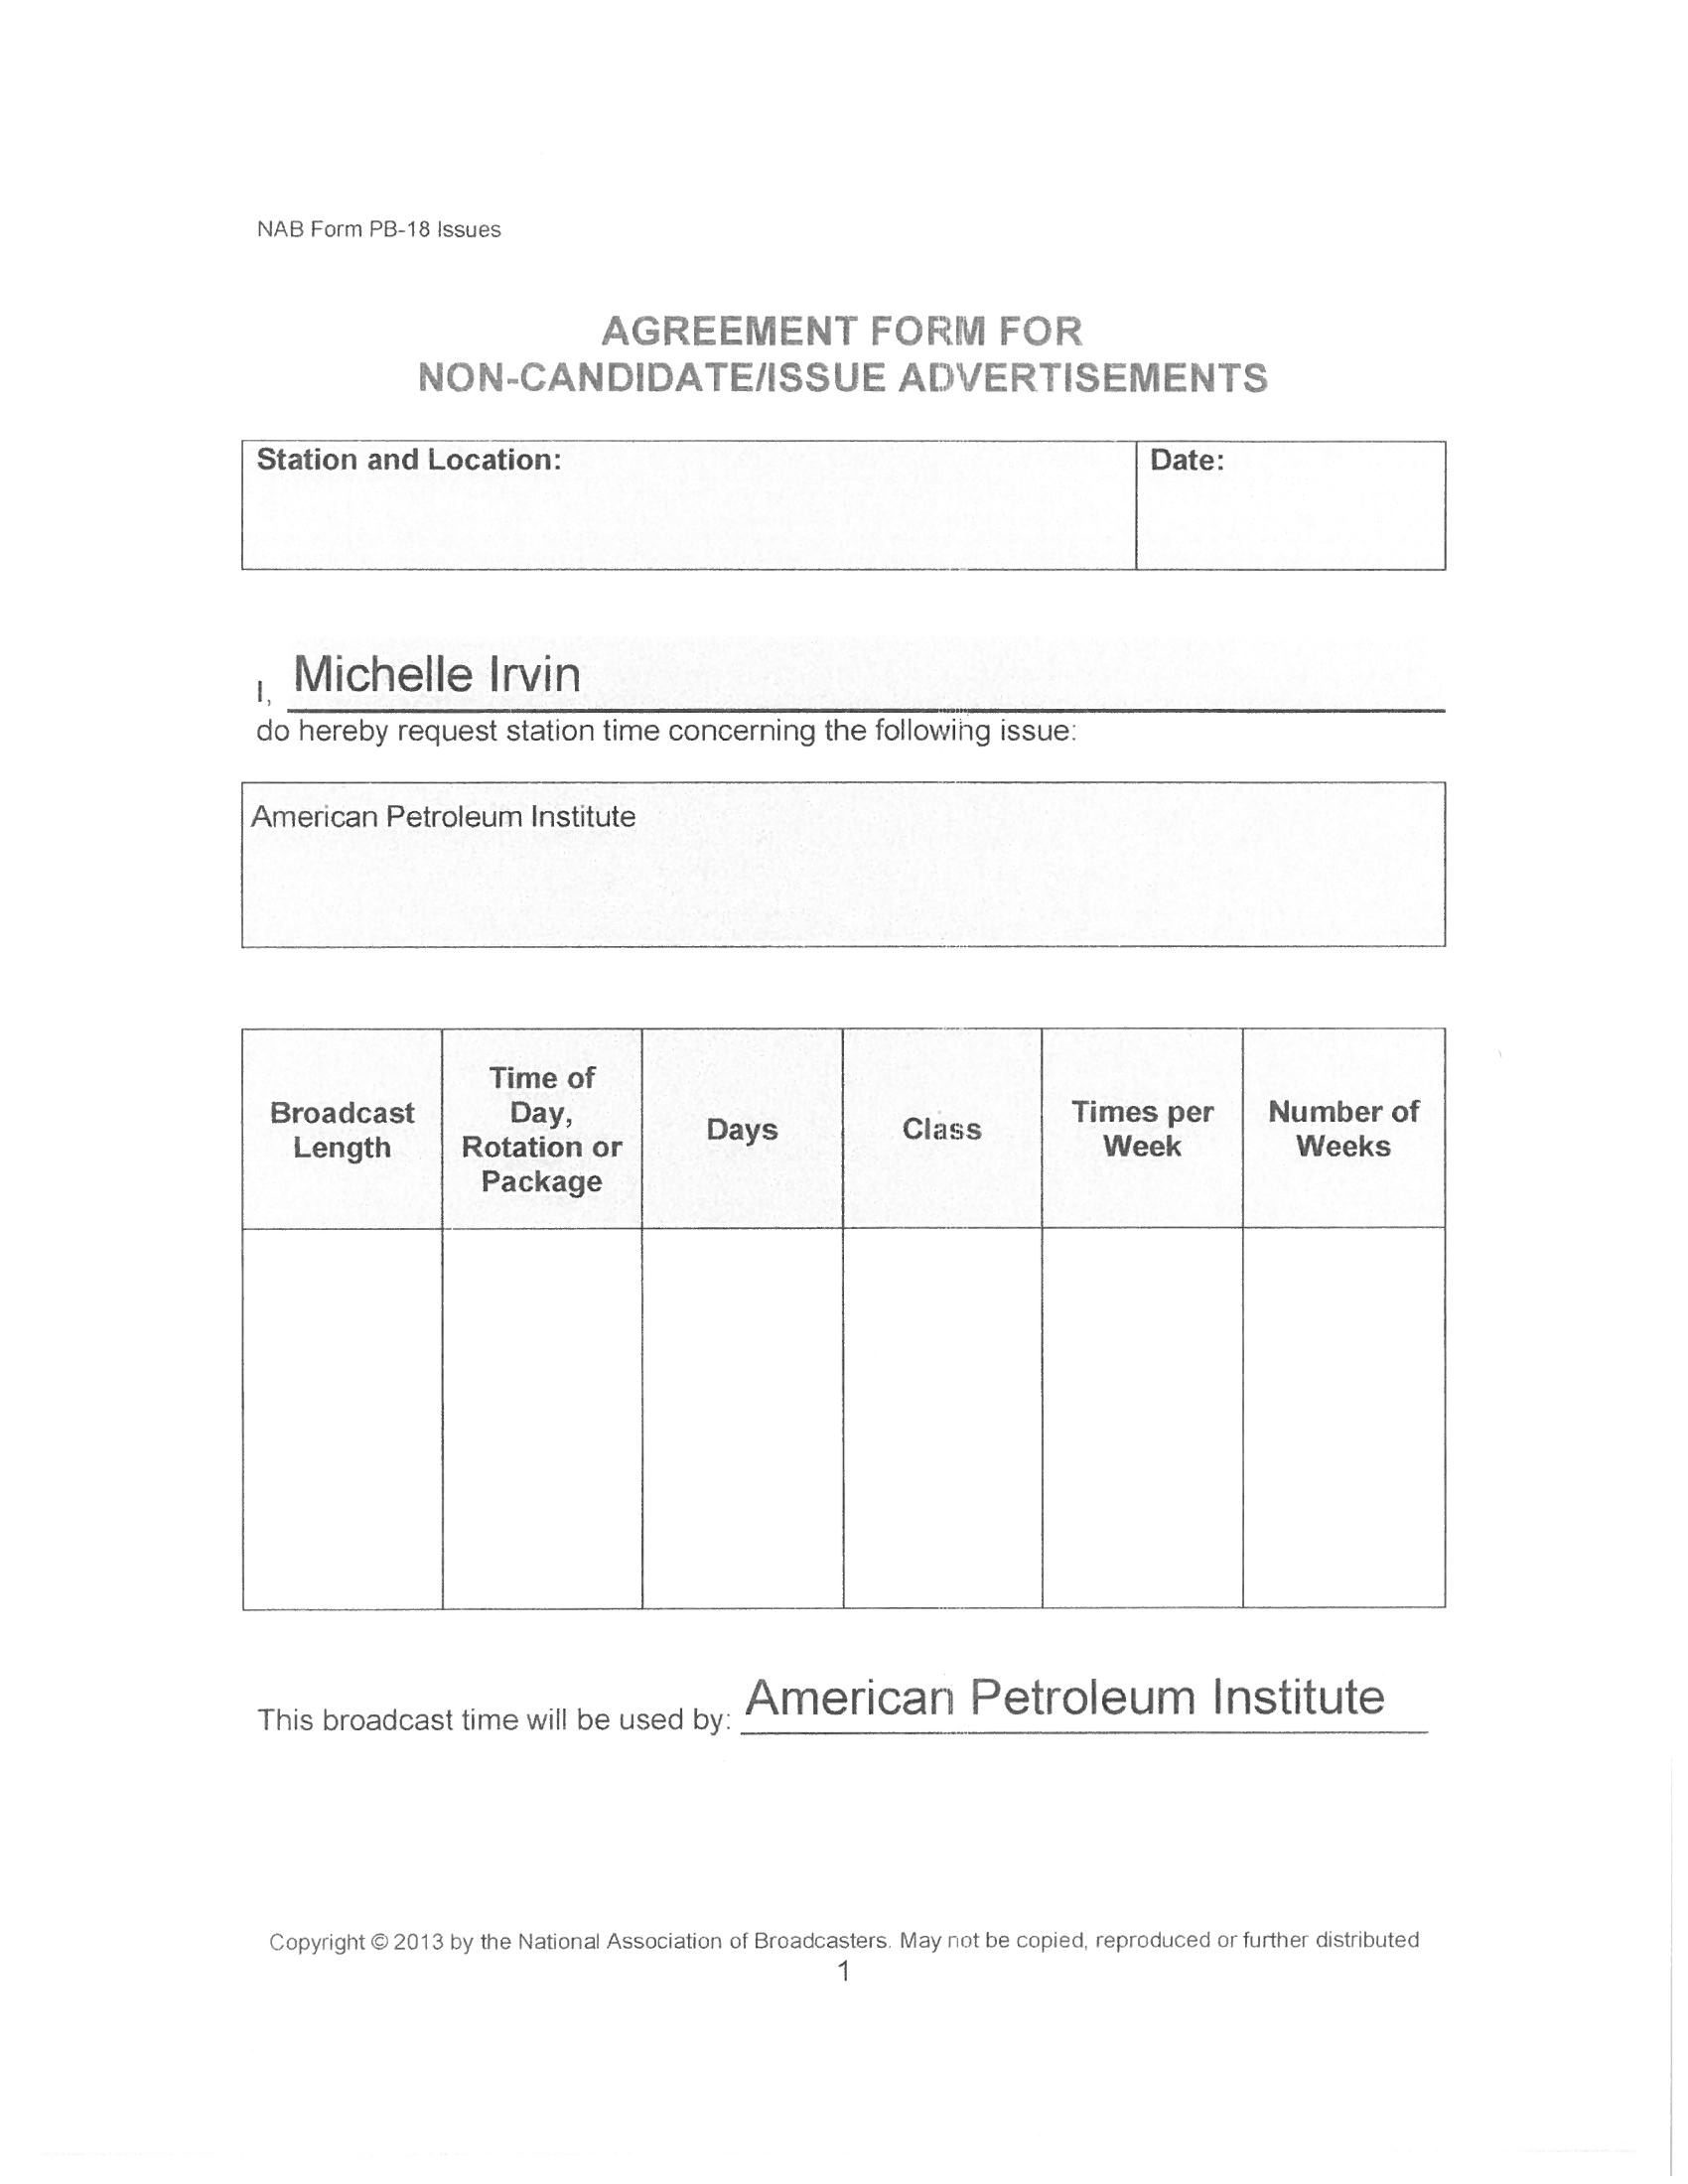 NAB Form PB-18 Issues
AGREEMENT FORM FOR
NON-CANDIDATE/ISSUE ADVERTISEMENTS
Station and Location:
Date:
I, Michelle Irvin
do hereby request station time concerning the following issue:
American Petroleum Institute
Broadcast
Length
Time of
Day,
Rotation or
Package
Days
Class
Times per
Week
Number of
Weeks
This broadcast time will be used by: American Petroleum Institute
Copyright © 2013 by the National Association of Broadcasters. May not be copied, reproduced or further distributed
1